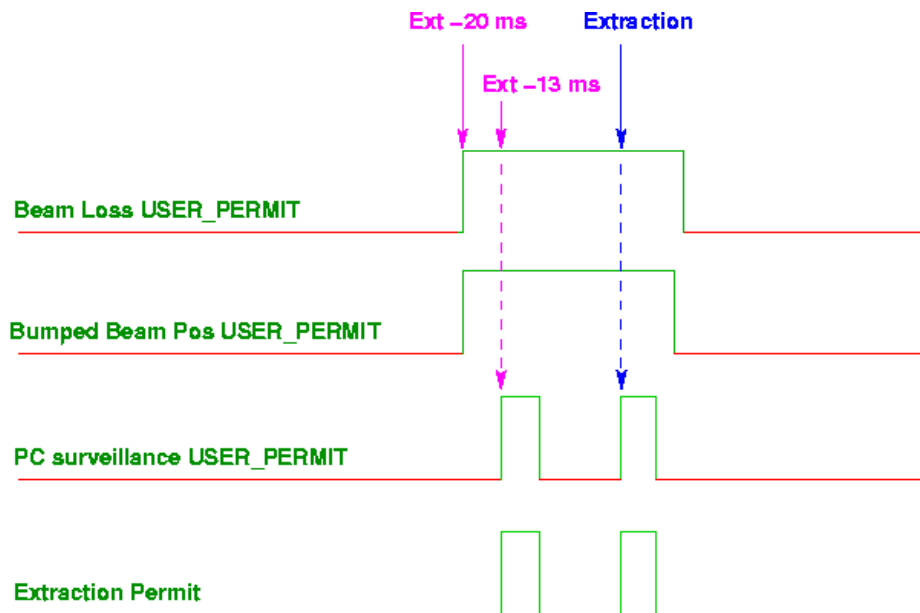 Ext -20 ms
Extraction
Ext -13 ms
Beam Loss USER_PERMIT
Bumped Beam Pos USER_PERMIT
PC surveillance USER_PERMIT
Extraction Permit